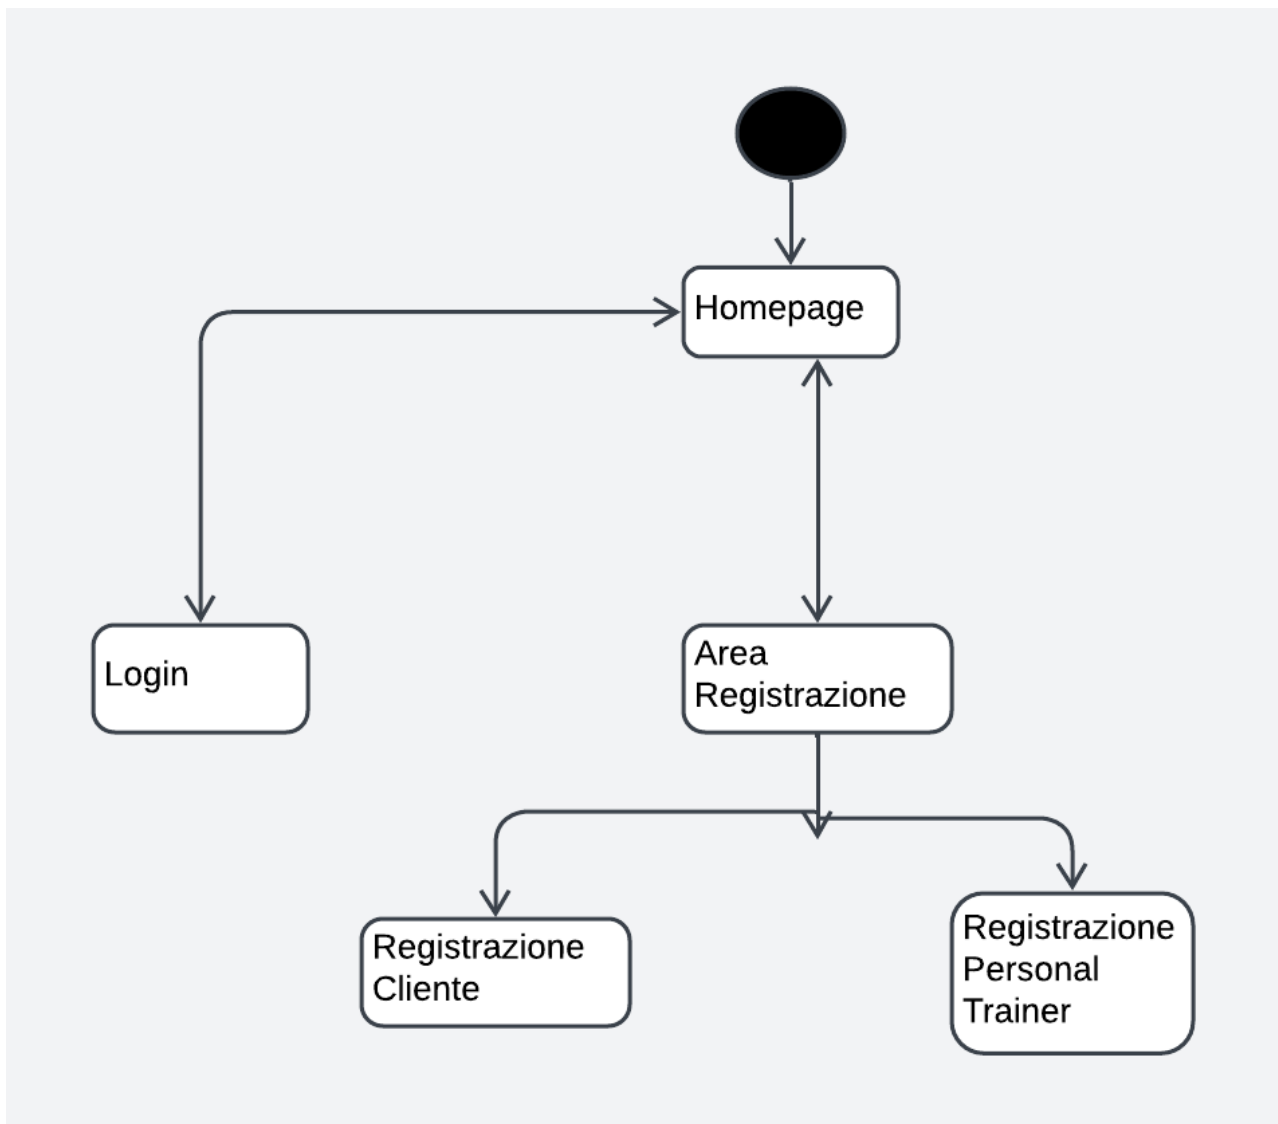 Homepage
Login
Area
Registrazione
Registrazione
Cliente
Registrazione
Personal
Trainer